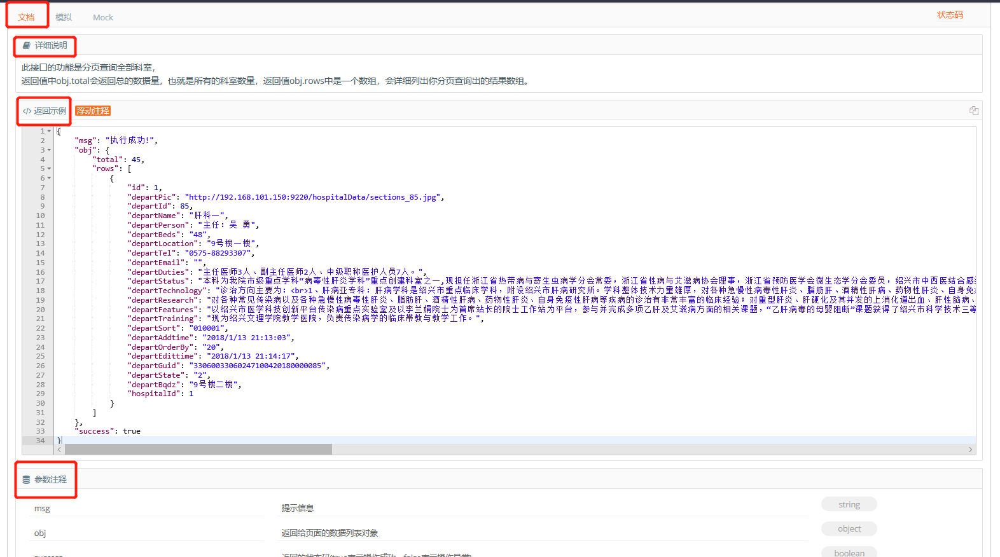 文档 模拟 Mock 状态码
详细说明
此接口的功能是分页查询全部科室,
返回值中obj.total会返回总的数据量，也就是所有的科室数量，返回值obj.rows中是一个数组，会详细列出你分页查询出的结果数组。
</> 返回示例 浮动注释
1 {
2 "msg": "执行成功!",
3 "obj": {
4 "total": 45,
5 "rows": [
6 {
7 "id": 1,
8 "departPic": "http://192.168.101.150:9220/hospitalData/sections_85.jpg",
9 "departId": 85,
10 "departName": "肝科一",
11 "departPerson": "主任：吴 勇",
12 "departBeds": "48",
13 "departLocation": "9号楼一楼",
14 "departTel": "0575-88293307",
15 "departEmail": "",
16 "departDuties": "主任医师3人、副主任医师2人、中级职称医护人员7人。",
17 "departStatus": "本科为我院市级重点学科“病毒性肝炎学科”重点创建科室之一,现担任浙江省热带病与寄生虫病学分会常委，浙江省性病与艾滋病协会理事，浙江省预防医学会微生态学分会委员，绍兴市中西医结合感
18 "departTechnology": "诊治方向主要为：<br>1、肝病亚专科：肝病学科是绍兴市重点临床学科，附设绍兴市肝病研究所。学科整体技术力量雄厚，对各种急慢性病毒性肝炎、脂肪肝、酒精性肝病、药物性肝炎、自身免
19 "departResearch": "对各种常见传染病以及各种急慢性病毒性肝炎、脂肪肝、酒精性肝病、药物性肝炎、自身免疫性肝病等疾病的诊治有非常丰富的临床经验；对重型肝炎、肝硬化及其并发的上消化道出血、肝性脑病、
20 "departFeatures": "以绍兴市医学科技创新平台传染病重点实验室及以李兰娟院士为首席站长的院士工作站为平台，参与并完成多项乙肝及艾滋病方面的相关课题，“乙肝病毒的母婴阻断”课题获得了绍兴市科学技术三等
21 "departTraining": "现为绍兴文理学院教学医院，负责传染病学的临床带教与教学工作。",
22 "departSort": "010001",
23 "departAddtime": "2018/1/13 21:13:03",
24 "departOrderBy": "20",
25 "departEdittime": "2018/1/13 21:14:17",
26 "departGuid": "33060033060247100420180000085",
27 "departState": "2",
28 "departBqdz": "9号楼二楼",
29 "hospitalId": 1
30 }
31 ]
32 },
33 "success": true
34 }
参数注释
msg 提示信息 string
obj 返回给页面的数据列表对象 object
boolean